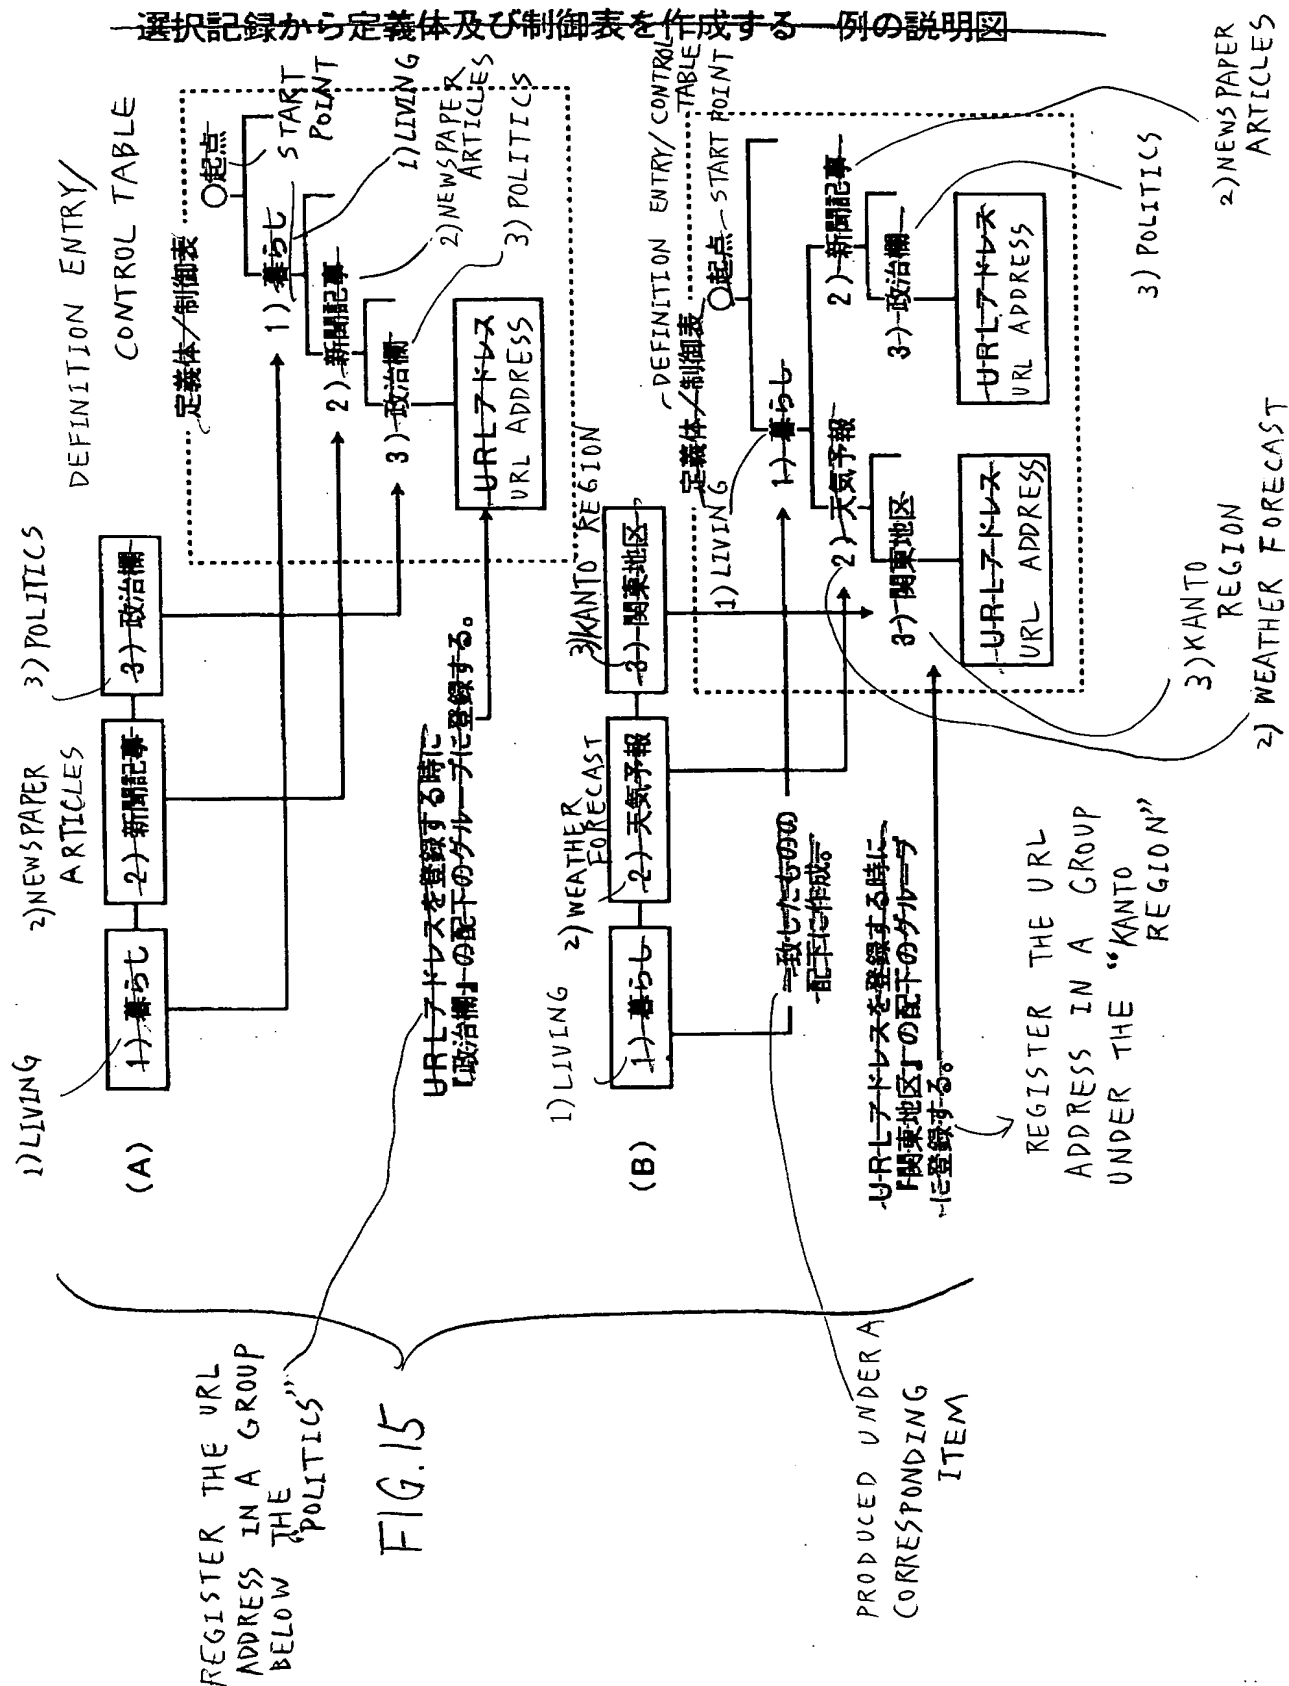 選択記録から定義体及び制御表を作成する一例の説明図
(A)
1)LIVING
1)暮らし
2)NEWSPAPER
ARTICLES
2)新聞記事
3)POLITICS
3)政治欄
DEFINITION ENTRY/
CONTROL TABLE
定義体/制御表
○起点
START
POINT
1)暮らし
1)LIVING
2)新聞記事
2)NEWSPAPER
ARTICLES
3)政治欄
3)POLITICS
URLアドレス
URL ADDRESS
URLアドレスを登録する時に
『政治欄』の配下のグループに登録する。
REGISTER THE URL
ADDRESS IN A GROUP
BELOW THE
"POLITICS"
(B)
1)LIVING
1)暮らし
2)WEATHER
FORECAST
2)天気予報
3)KANTO REGION
3)関東地区
DEFINITION ENTRY/CONTROL
TABLE
定義体/制御表
○起点
START POINT
1)暮らし
1)LIVING
2)天気予報
2)新聞記事
2)NEWSPAPER
ARTICLES
3)関東地区
3)政治欄
3)POLITICS
URLアドレス
URL ADDRESS
URLアドレス
URL ADDRESS
3)KANTO
REGION
2)WEATHER FORECAST
一致したものの
配下に作成。
PRODUCED UNDER A
CORRESPONDING
ITEM
URLアドレスを登録する時に
『関東地区』の配下のグループ
に登録する。
REGISTER THE URL
ADDRESS IN A GROUP
UNDER THE "KANTO
REGION"
FIG.15